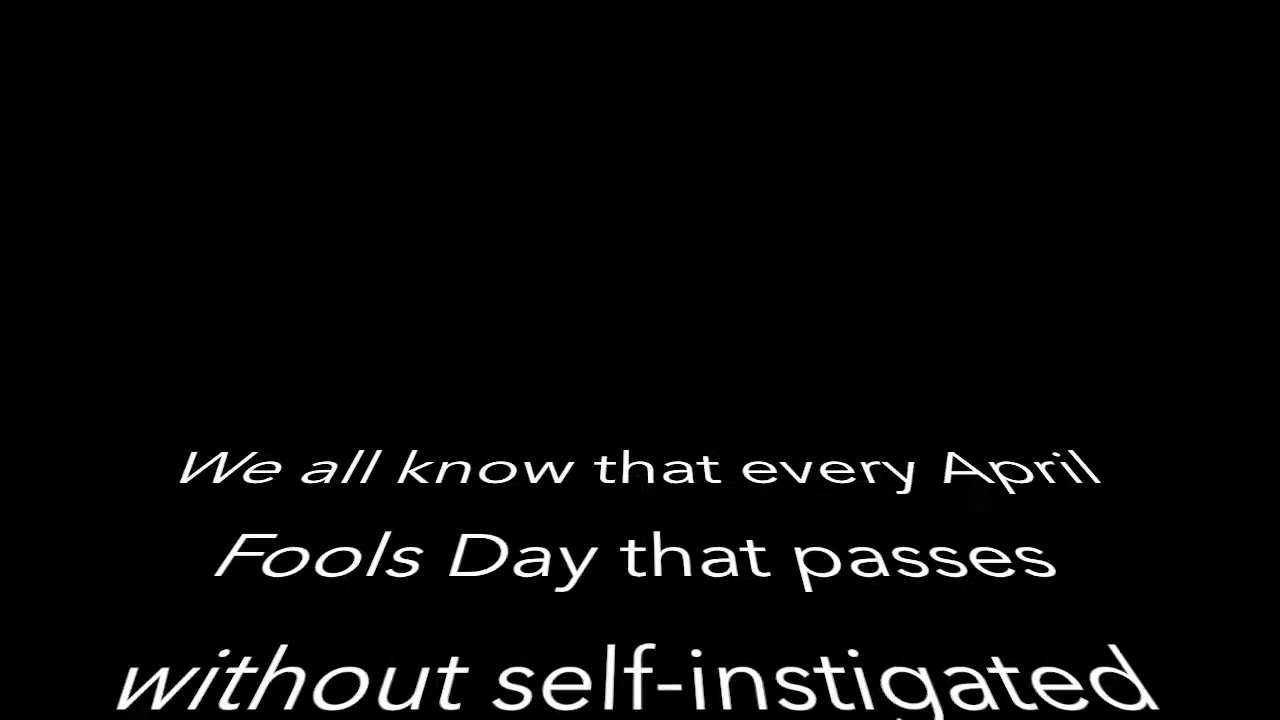 We all know that every April
Fools Day that passes
without self-instigated